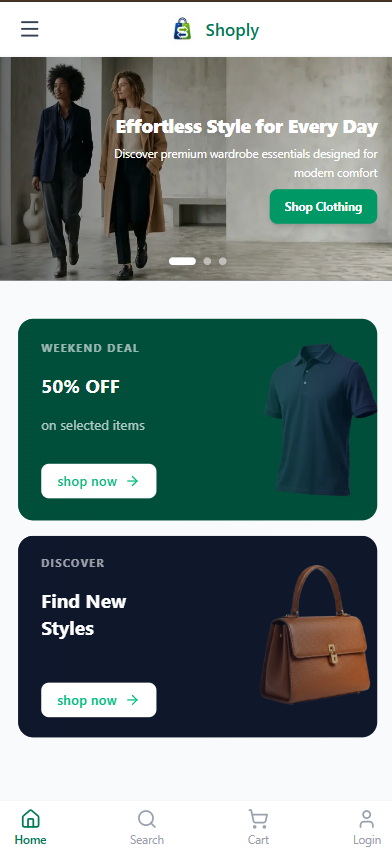 Shoply
Effortless Style for Every Day
Discover premium wardrobe essentials designed for
modern comfort
Shop Clothing
WEEKEND DEAL
50% OFF
on selected items
shop now
DISCOVER
Find New
Styles
shop now
Home
Search
Cart
Login